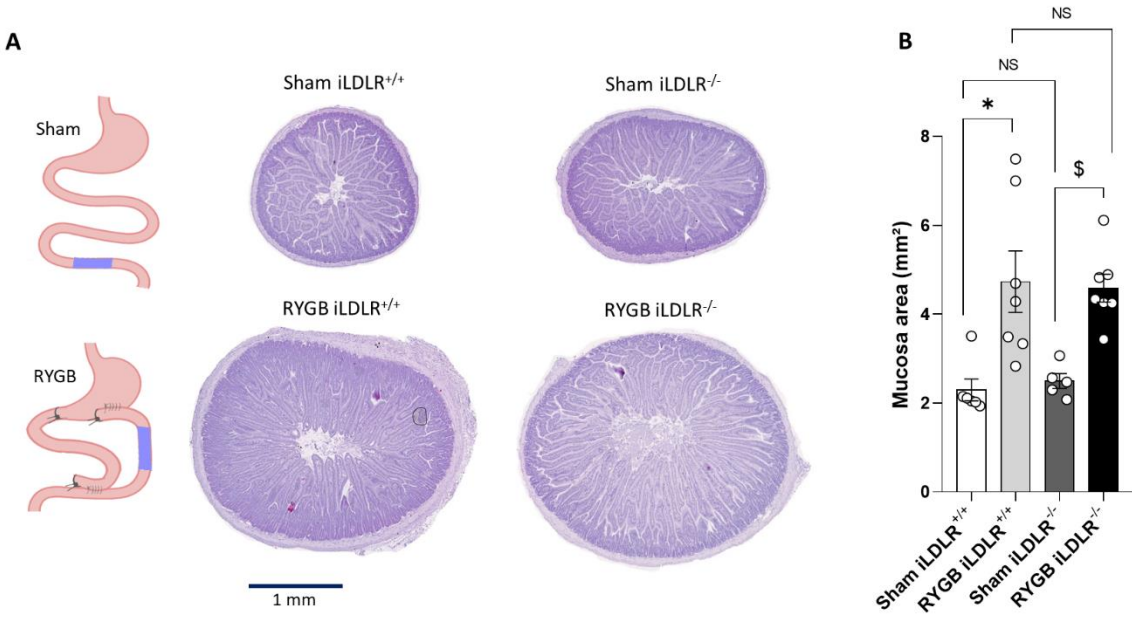 A
Sham
Sham iLDLR+/+
Sham iLDLR-/-
RYGB
RYGB iLDLR+/+
RYGB iLDLR-/-
1 mm
B
NS
NS
*
$
Mucosa area (mm²)
8
6
4
2
0
Sham iLDLR+/+
RYGB iLDLR+/+
Sham iLDLR-/-
RYGB iLDLR-/-